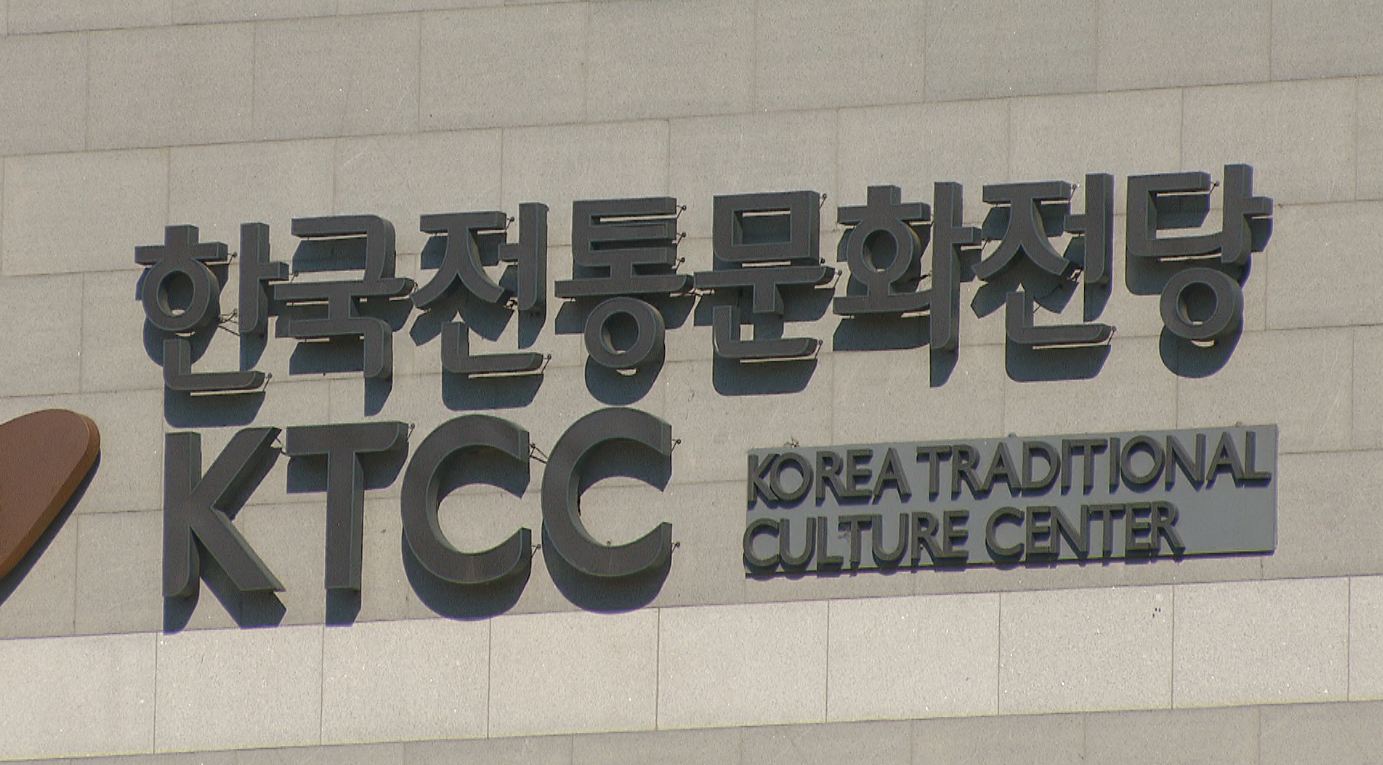 한국전통문화전당
KTCC
KOREA TRADITIONAL
CULTURE CENTER